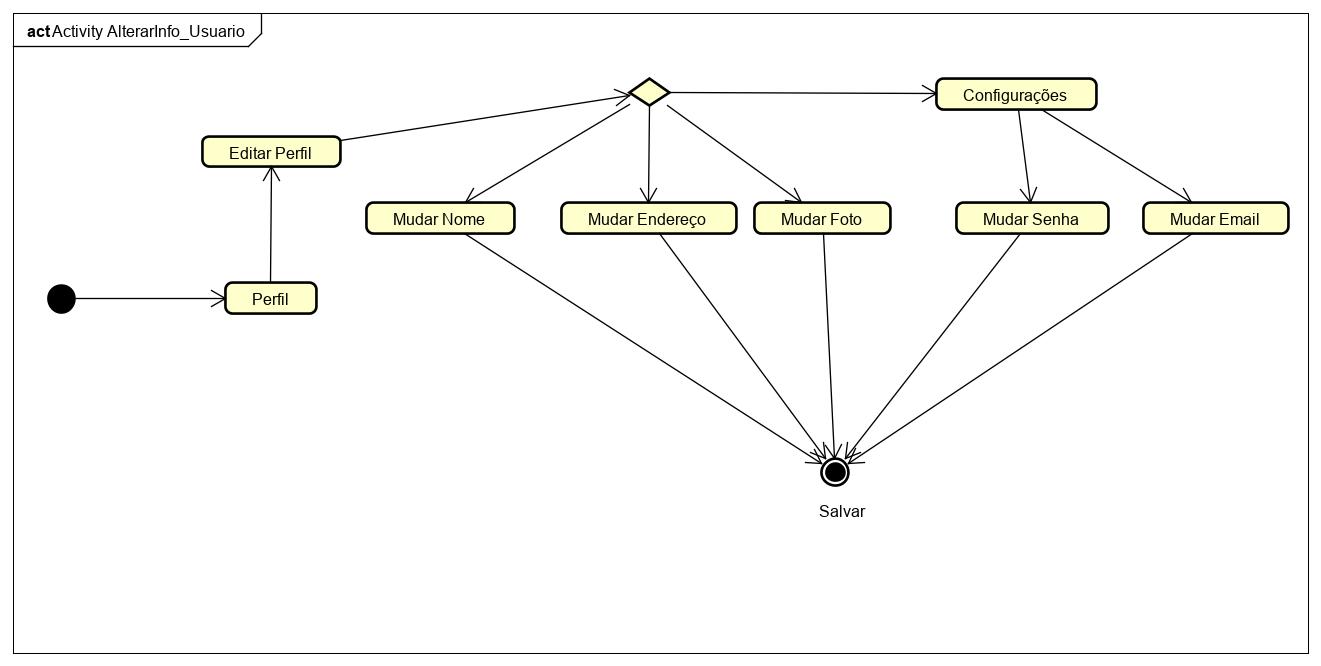 act Activity AlterarInfo_Usuario
Configurações
Editar Perfil
Mudar Nome
Mudar Endereço
Mudar Foto
Mudar Senha
Mudar Email
Perfil
Salvar